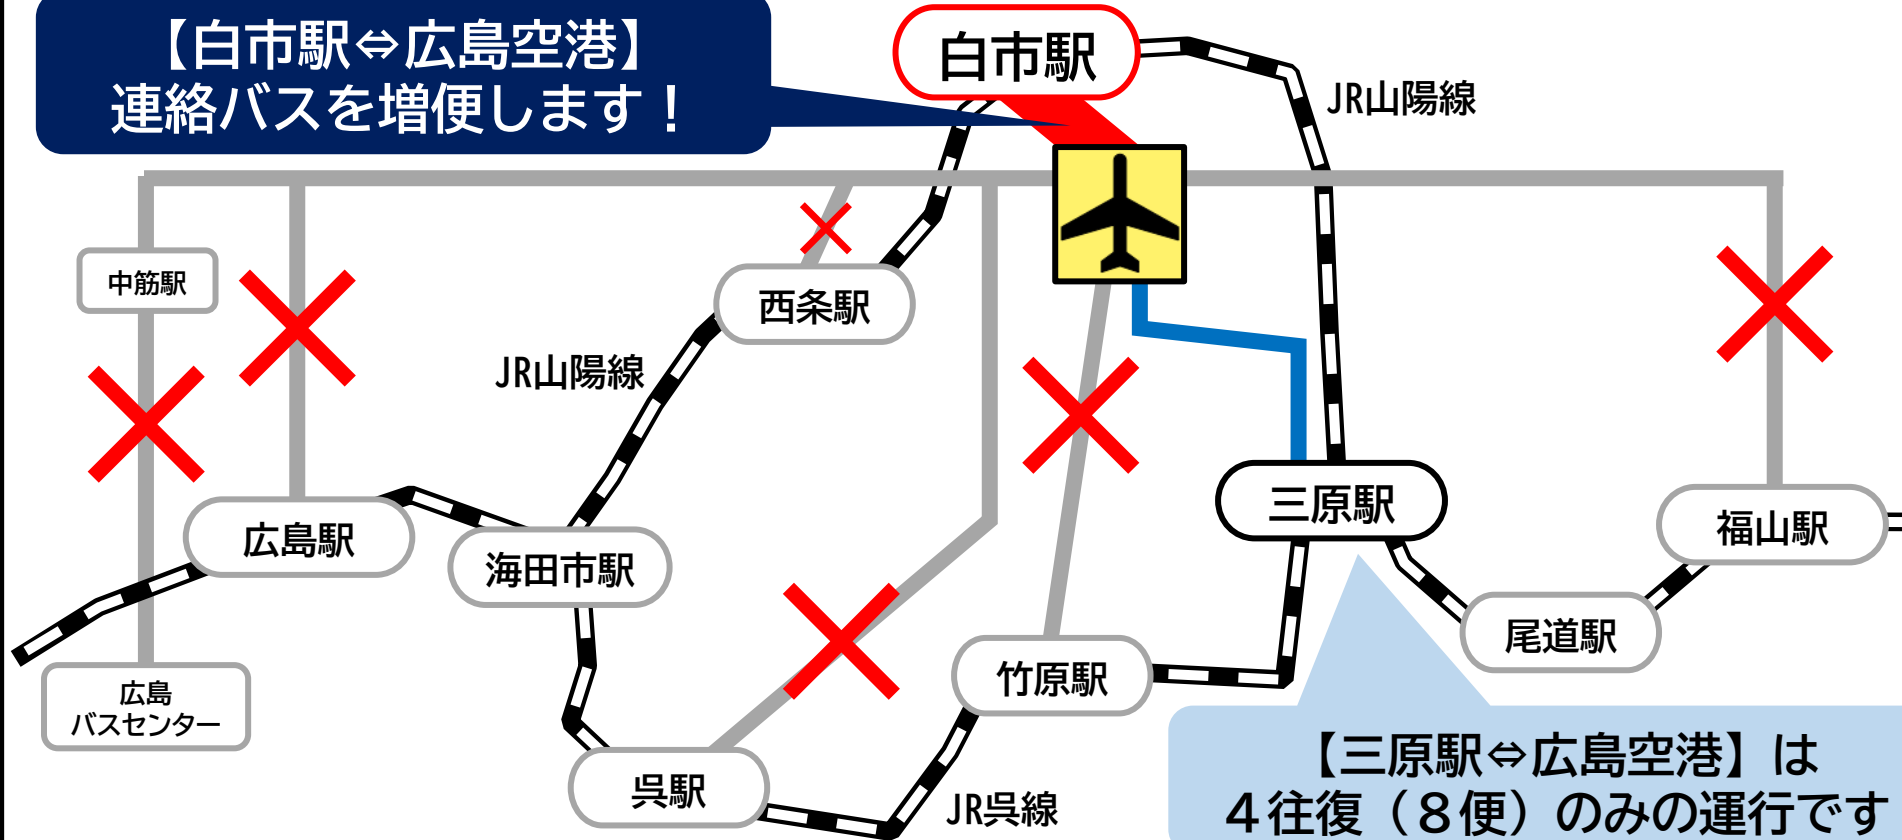 【白市駅⇔広島空港】
連絡バスを増便します！
白市駅
JR山陽線
中筋駅
西条駅
JR山陽線
広島駅
海田市駅
三原駅
福山駅
尾道駅
竹原駅
広島
バスセンター
呉駅
JR呉線
【三原駅⇔広島空港】は
４往復（８便）のみの運行です